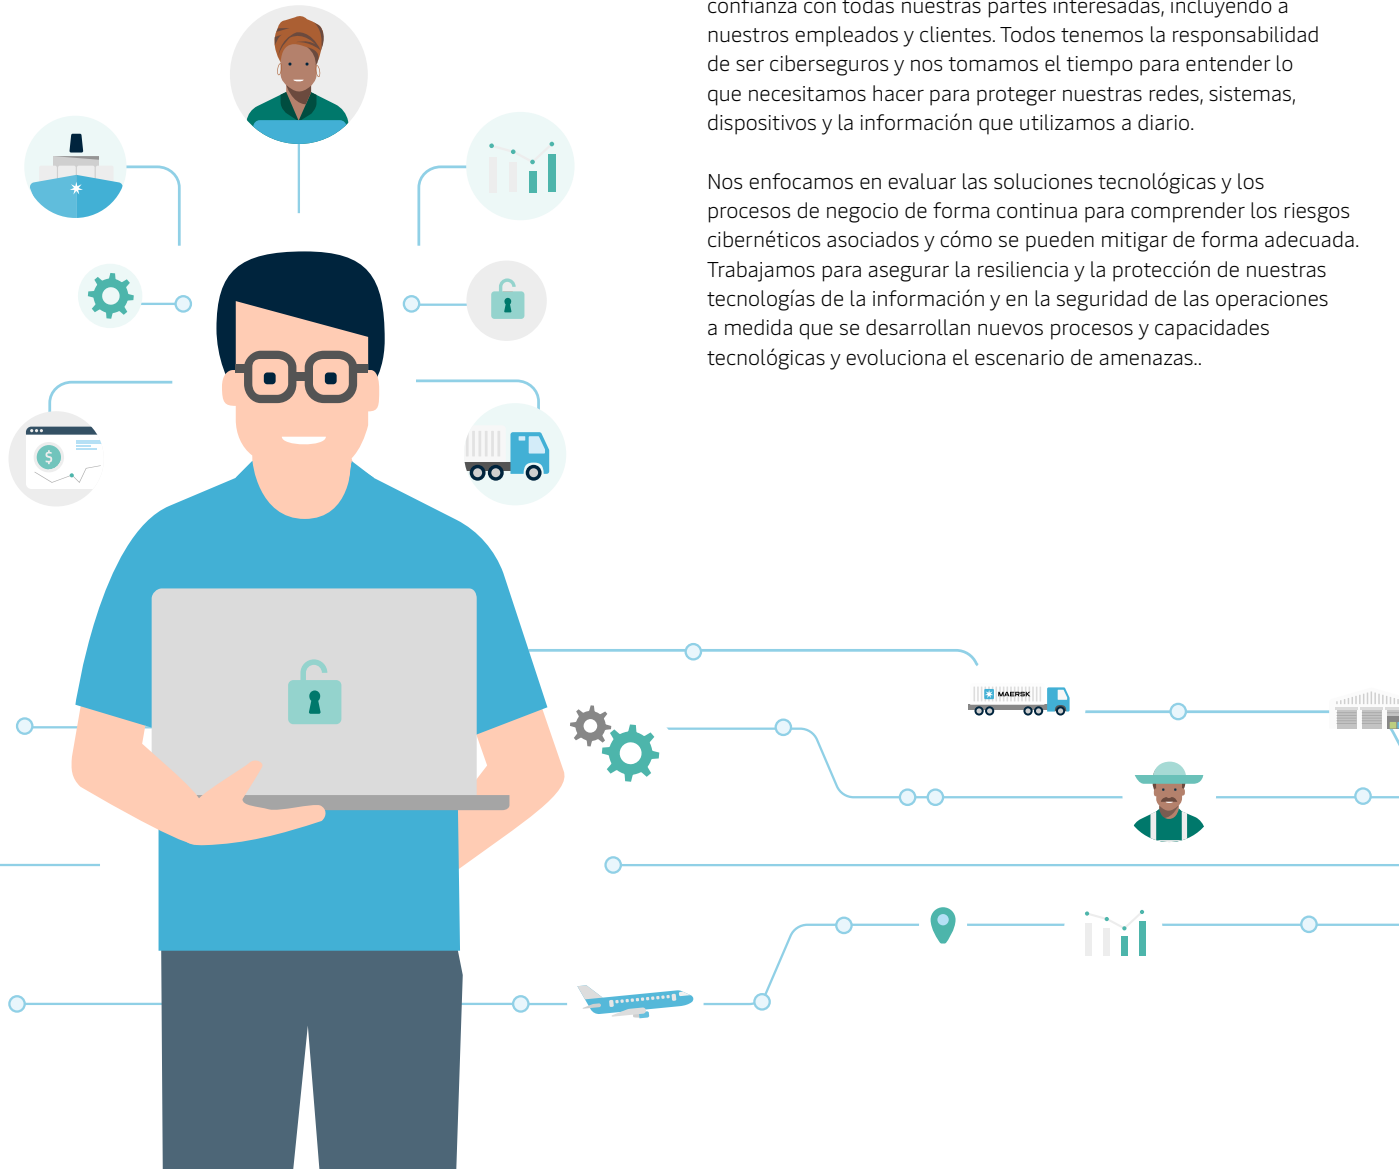 confianza con todas nuestras partes interesadas, incluyendo a
nuestros empleados y clientes. Todos tenemos la responsabilidad
de ser ciberseguros y nos tomamos el tiempo para entender lo
que necesitamos hacer para proteger nuestras redes, sistemas,
dispositivos y la información que utilizamos a diario.
Nos enfocamos en evaluar las soluciones tecnológicas y los
procesos de negocio de forma continua para comprender los riesgos
cibernéticos asociados y cómo se pueden mitigar de forma adecuada.
Trabajamos para asegurar la resiliencia y la protección de nuestras
tecnologías de la información y en la seguridad de las operaciones
a medida que se desarrollan nuevos procesos y capacidades
tecnológicas y evoluciona el escenario de amenazas..
$
MAERSK